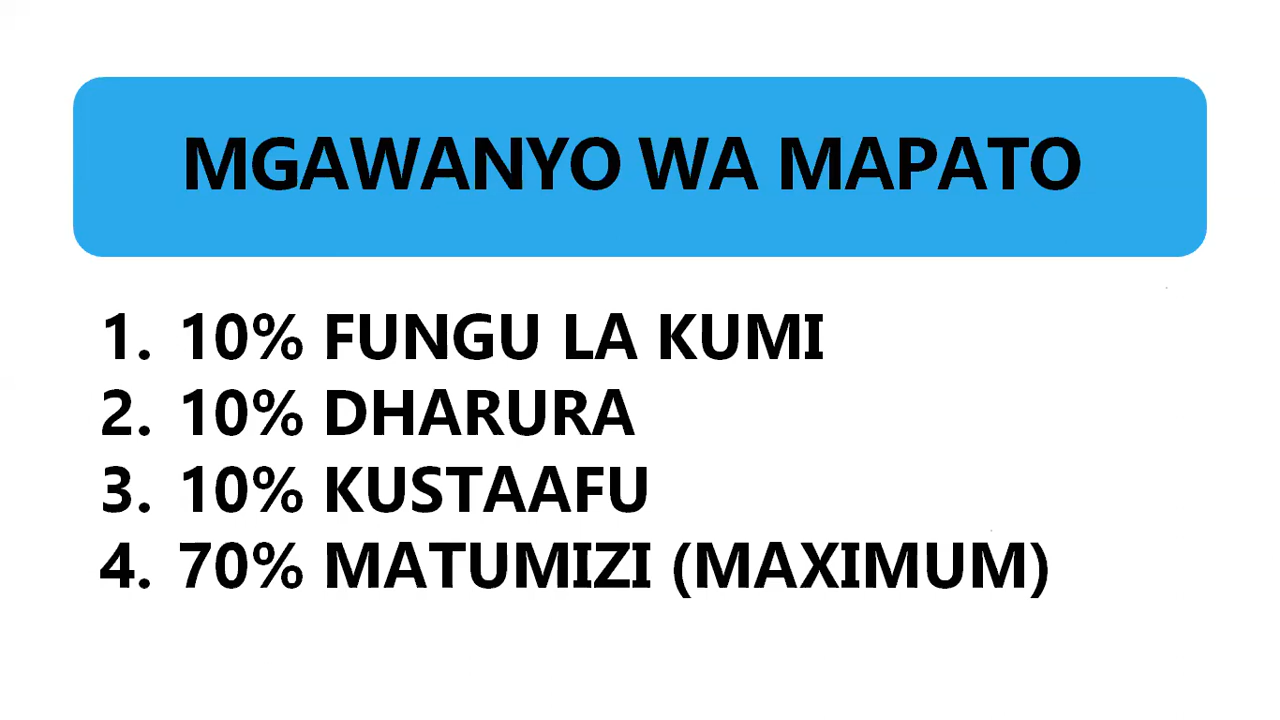 MGAWANYO WA MAPATO
1. 10% FUNGU LA KUMI
2. 10% DHARURA
3. 10% KUSTAAFU
4. 70% MATUMIZI (MAXIMUM)